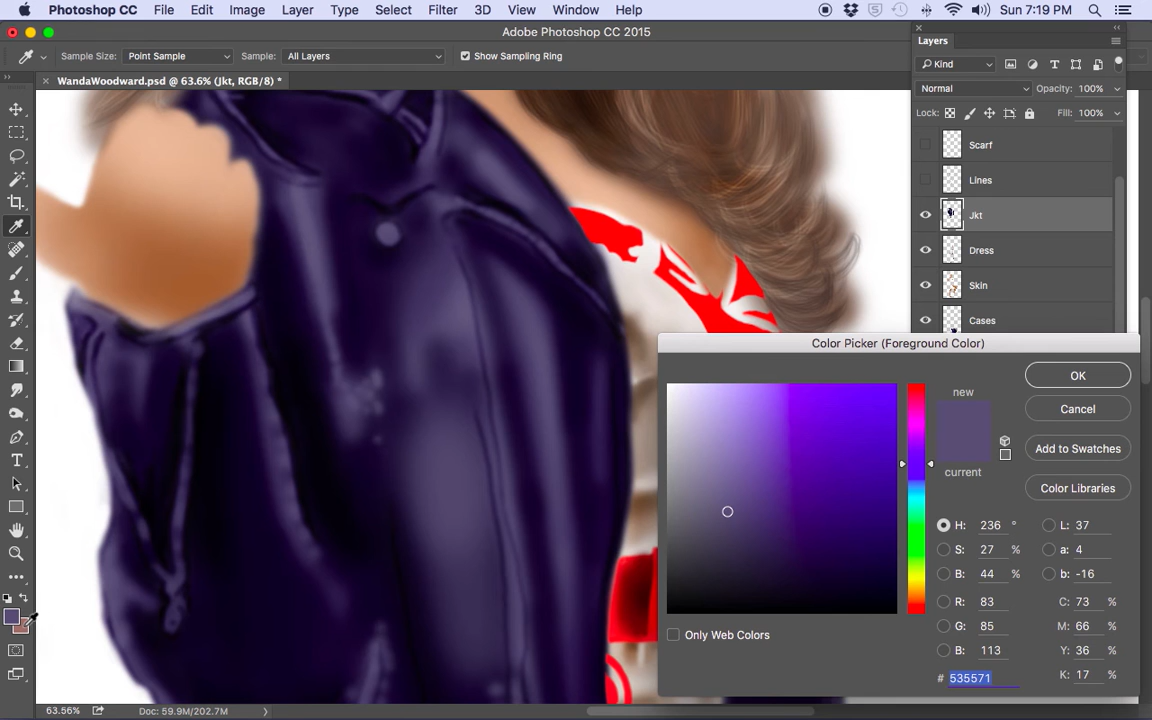 Photoshop CC File Edit Image Layer Type Select Filter 3D View Window Help Sun 7:19 PM
Adobe Photoshop CC 2015
Sample Size: Point Sample Sample: All Layers Show Sampling Ring
WandaWoodward.psd @ 63.6% (Jkt, RGB/8) *
Layers
Kind
Normal Opacity: 100%
Lock: Fill: 100%
Scarf
Lines
Jkt
Dress
Skin
Cases
Color Picker (Foreground Color)
new
current
OK
Cancel
Add to Swatches
Color Libraries
H: 236 ° L: 37
S: 27 % a: 4
B: 44 % b: -16
R: 83 C: 73 %
G: 85 M: 66 %
B: 113 Y: 36 %
# 535571 K: 17 %
Only Web Colors
63.56% Doc: 59.9M/202.7M